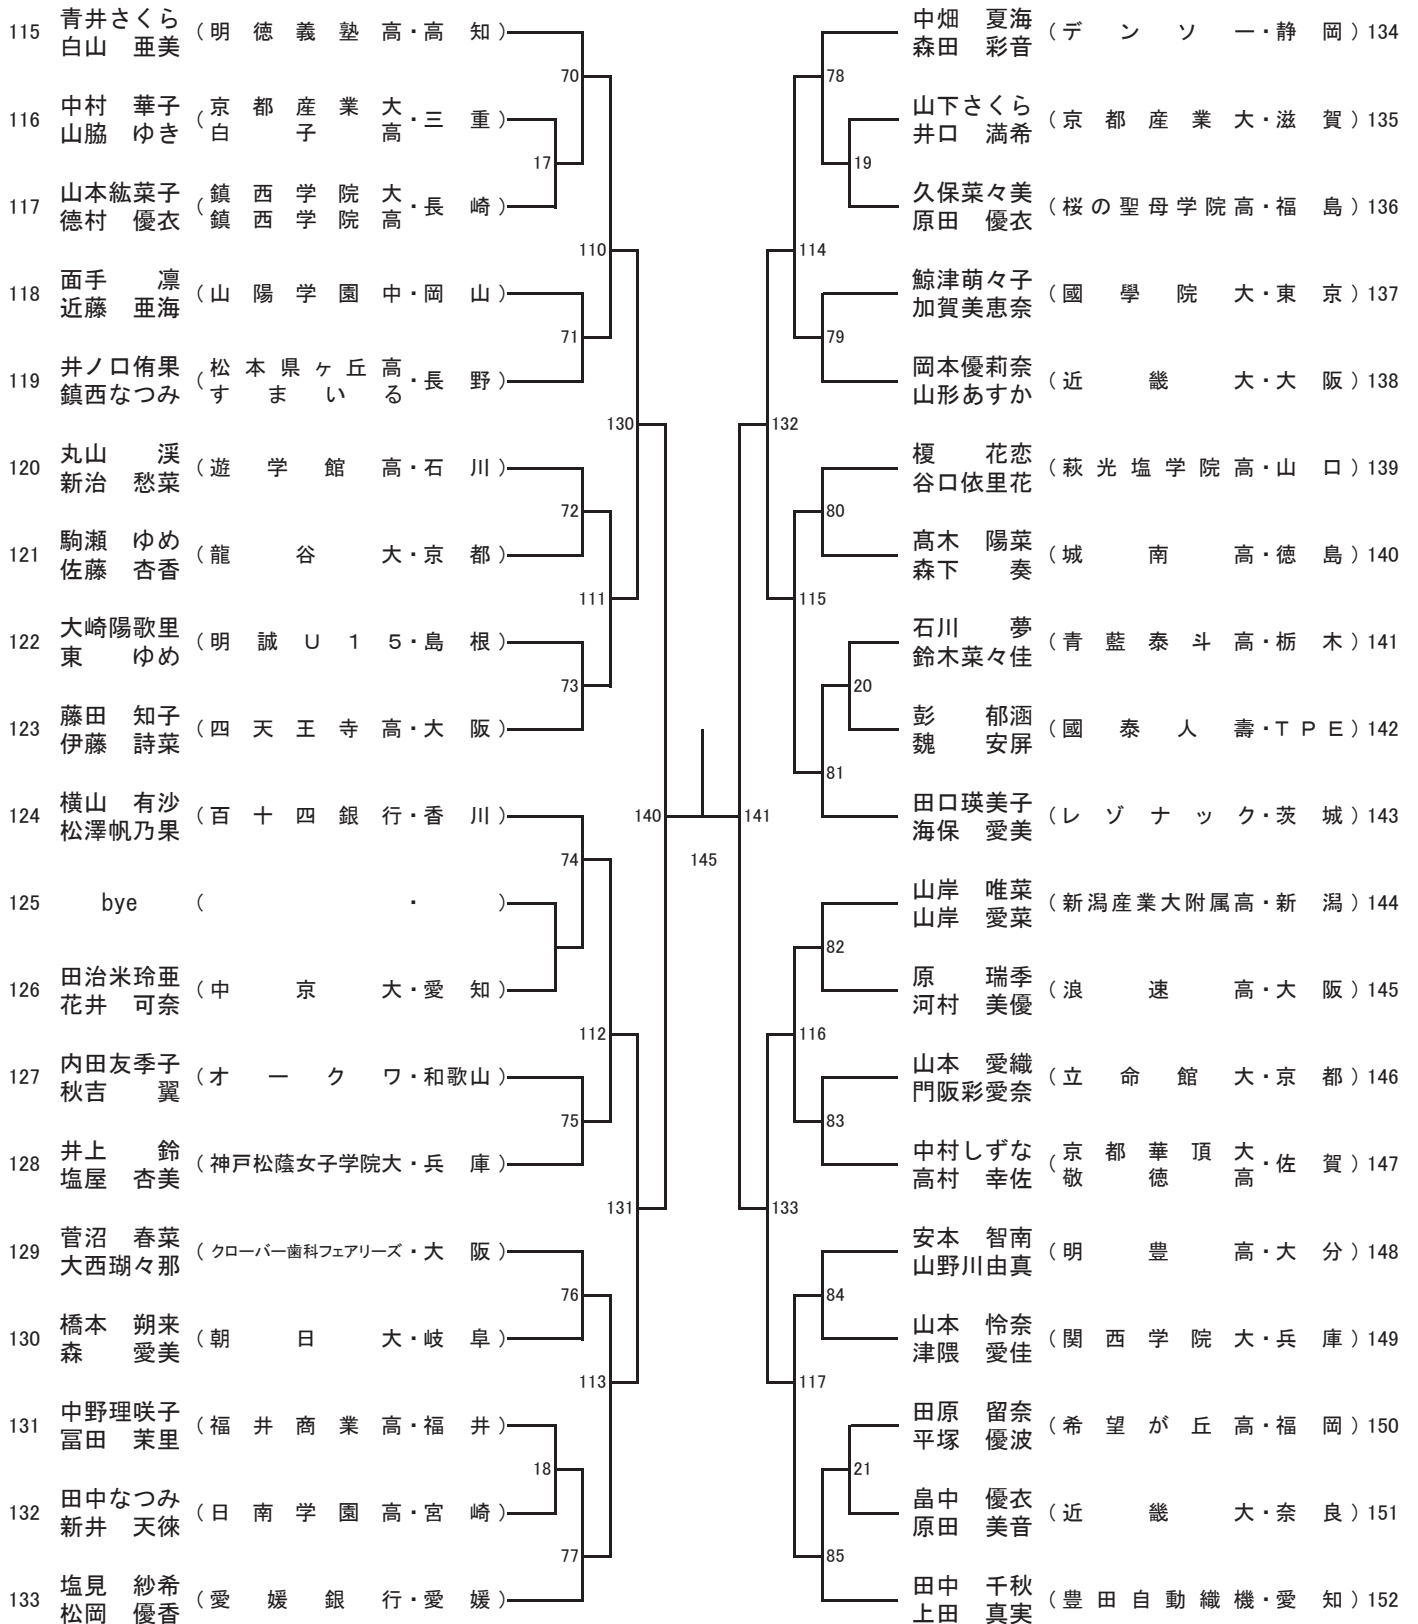 115 青井さくら 白山 亜美 (明徳義塾高・高知)
70
116 中村 華子 山脇 ゆき (京都産業大 白子高・三重)
17
117 山本紘菜子 德村 優衣 (鎮西学院大 鎮西学院高・長崎)
110
118 面手 凛 近藤 亜海 (山陽学園中・岡山)
71
119 井ノ口侑果 鎮西なつみ (松本県ヶ丘高 すまいる・長野)
130
120 丸山 渓 新治 愁菜 (遊学館高・石川)
72
121 駒瀬 ゆめ 佐藤 杏香 (龍谷大・京都)
111
122 大崎陽歌里 東 ゆめ (明誠U15・島根)
73
123 藤田 知子 伊藤 詩菜 (四天王寺高・大阪)
124 横山 有沙 松澤帆乃果 (百十四銀行・香川)
140
74
125 bye ( ・ )
126 田治米玲亜 花井 可奈 (中京大・愛知)
112
127 内田友季子 秋吉 翼 (オークワ・和歌山)
75
128 井上 鈴 塩屋 杏美 (神戸松蔭女子学院大・兵庫)
131
129 菅沼 春菜 大西瑚々那 (クローバー歯科フェアリーズ・大阪)
76
130 橋本 朔来 森 愛美 (朝日大・岐阜)
113
131 中野理咲子 冨田 茉里 (福井商業高・福井)
18
132 田中なつみ 新井 天徠 (日南学園高・宮崎)
77
133 塩見 紗希 松岡 優香 (愛媛銀行・愛媛)
145
中畑 夏海 森田 彩音 (デンソー・静岡) 134
78
山下さくら 井口 満希 (京都産業大・滋賀) 135
19
久保菜々美 原田 優衣 (桜の聖母学院高・福島) 136
114
鯨津萌々子 加賀美恵奈 (國學院大・東京) 137
79
岡本優莉奈 山形あすか (近畿大・大阪) 138
132
榎 花恋 谷口依里花 (萩光塩学院高・山口) 139
80
髙木 陽菜 森下 奏 (城南高・徳島) 140
115
石川 夢 鈴木菜々佳 (青藍泰斗高・栃木) 141
20
彭 郁涵 魏 安屏 (國泰人壽・TPE) 142
81
田口瑛美子 海保 愛美 (レゾナック・茨城) 143
141
山岸 唯菜 山岸 愛菜 (新潟産業大附属高・新潟) 144
82
原 瑞季 河村 美優 (浪速高・大阪) 145
116
山本 愛織 門阪彩愛奈 (立命館大・京都) 146
83
中村しずな 高村 幸佐 (京都華頂大 敬徳高・佐賀) 147
133
安本 智南 山野川由真 (明豊高・大分) 148
84
山本 怜奈 津隈 愛佳 (関西学院大・兵庫) 149
117
田原 留奈 平塚 優波 (希望が丘高・福岡) 150
21
畠中 優衣 原田 美音 (近畿大・奈良) 151
85
田中 千秋 上田 真実 (豊田自動織機・愛知) 152